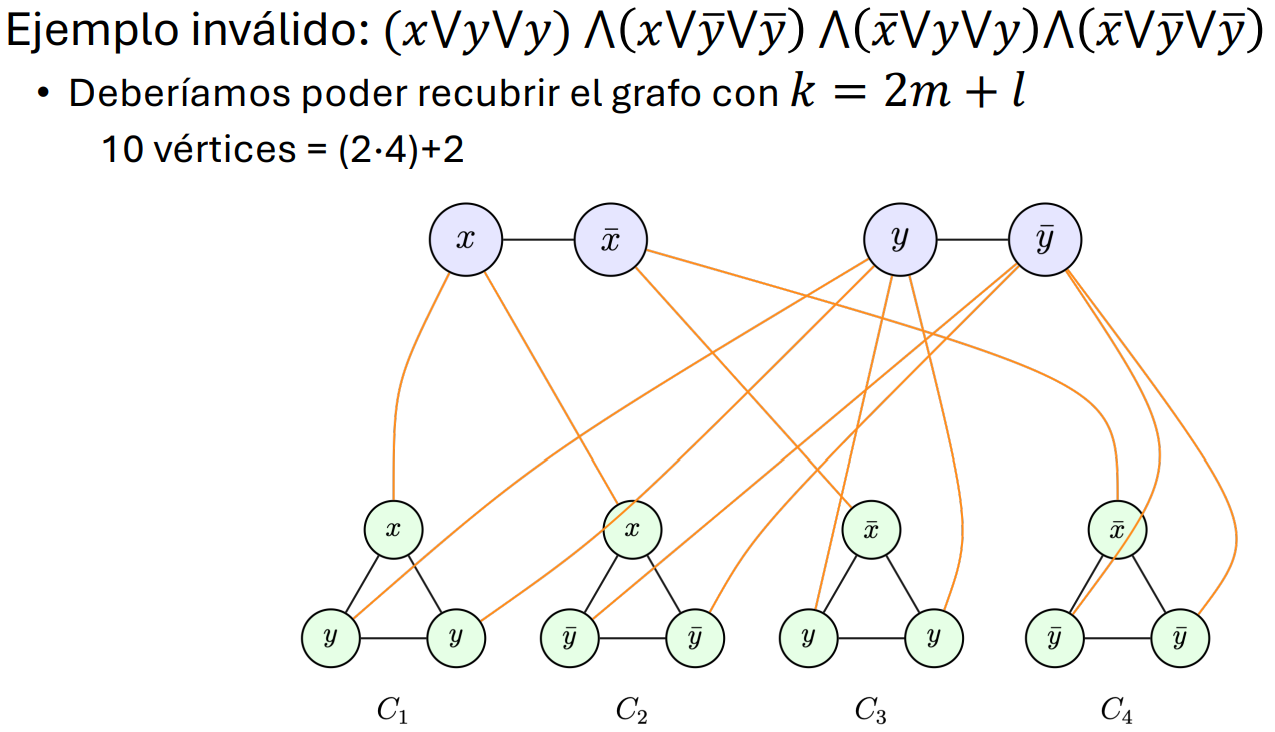 Ejemplo inválido: (x∨y∨y) ∧(x∨ȳ∨ȳ) ∧(x̄∨y∨y)∧(x̄∨ȳ∨ȳ)
• Deberíamos poder recubrir el grafo con k = 2m + l
10 vértices = (2·4)+2
x x̄ y ȳ
x x x̄ x̄
y y ȳ ȳ y y ȳ ȳ
C₁ C₂ C₃ C₄